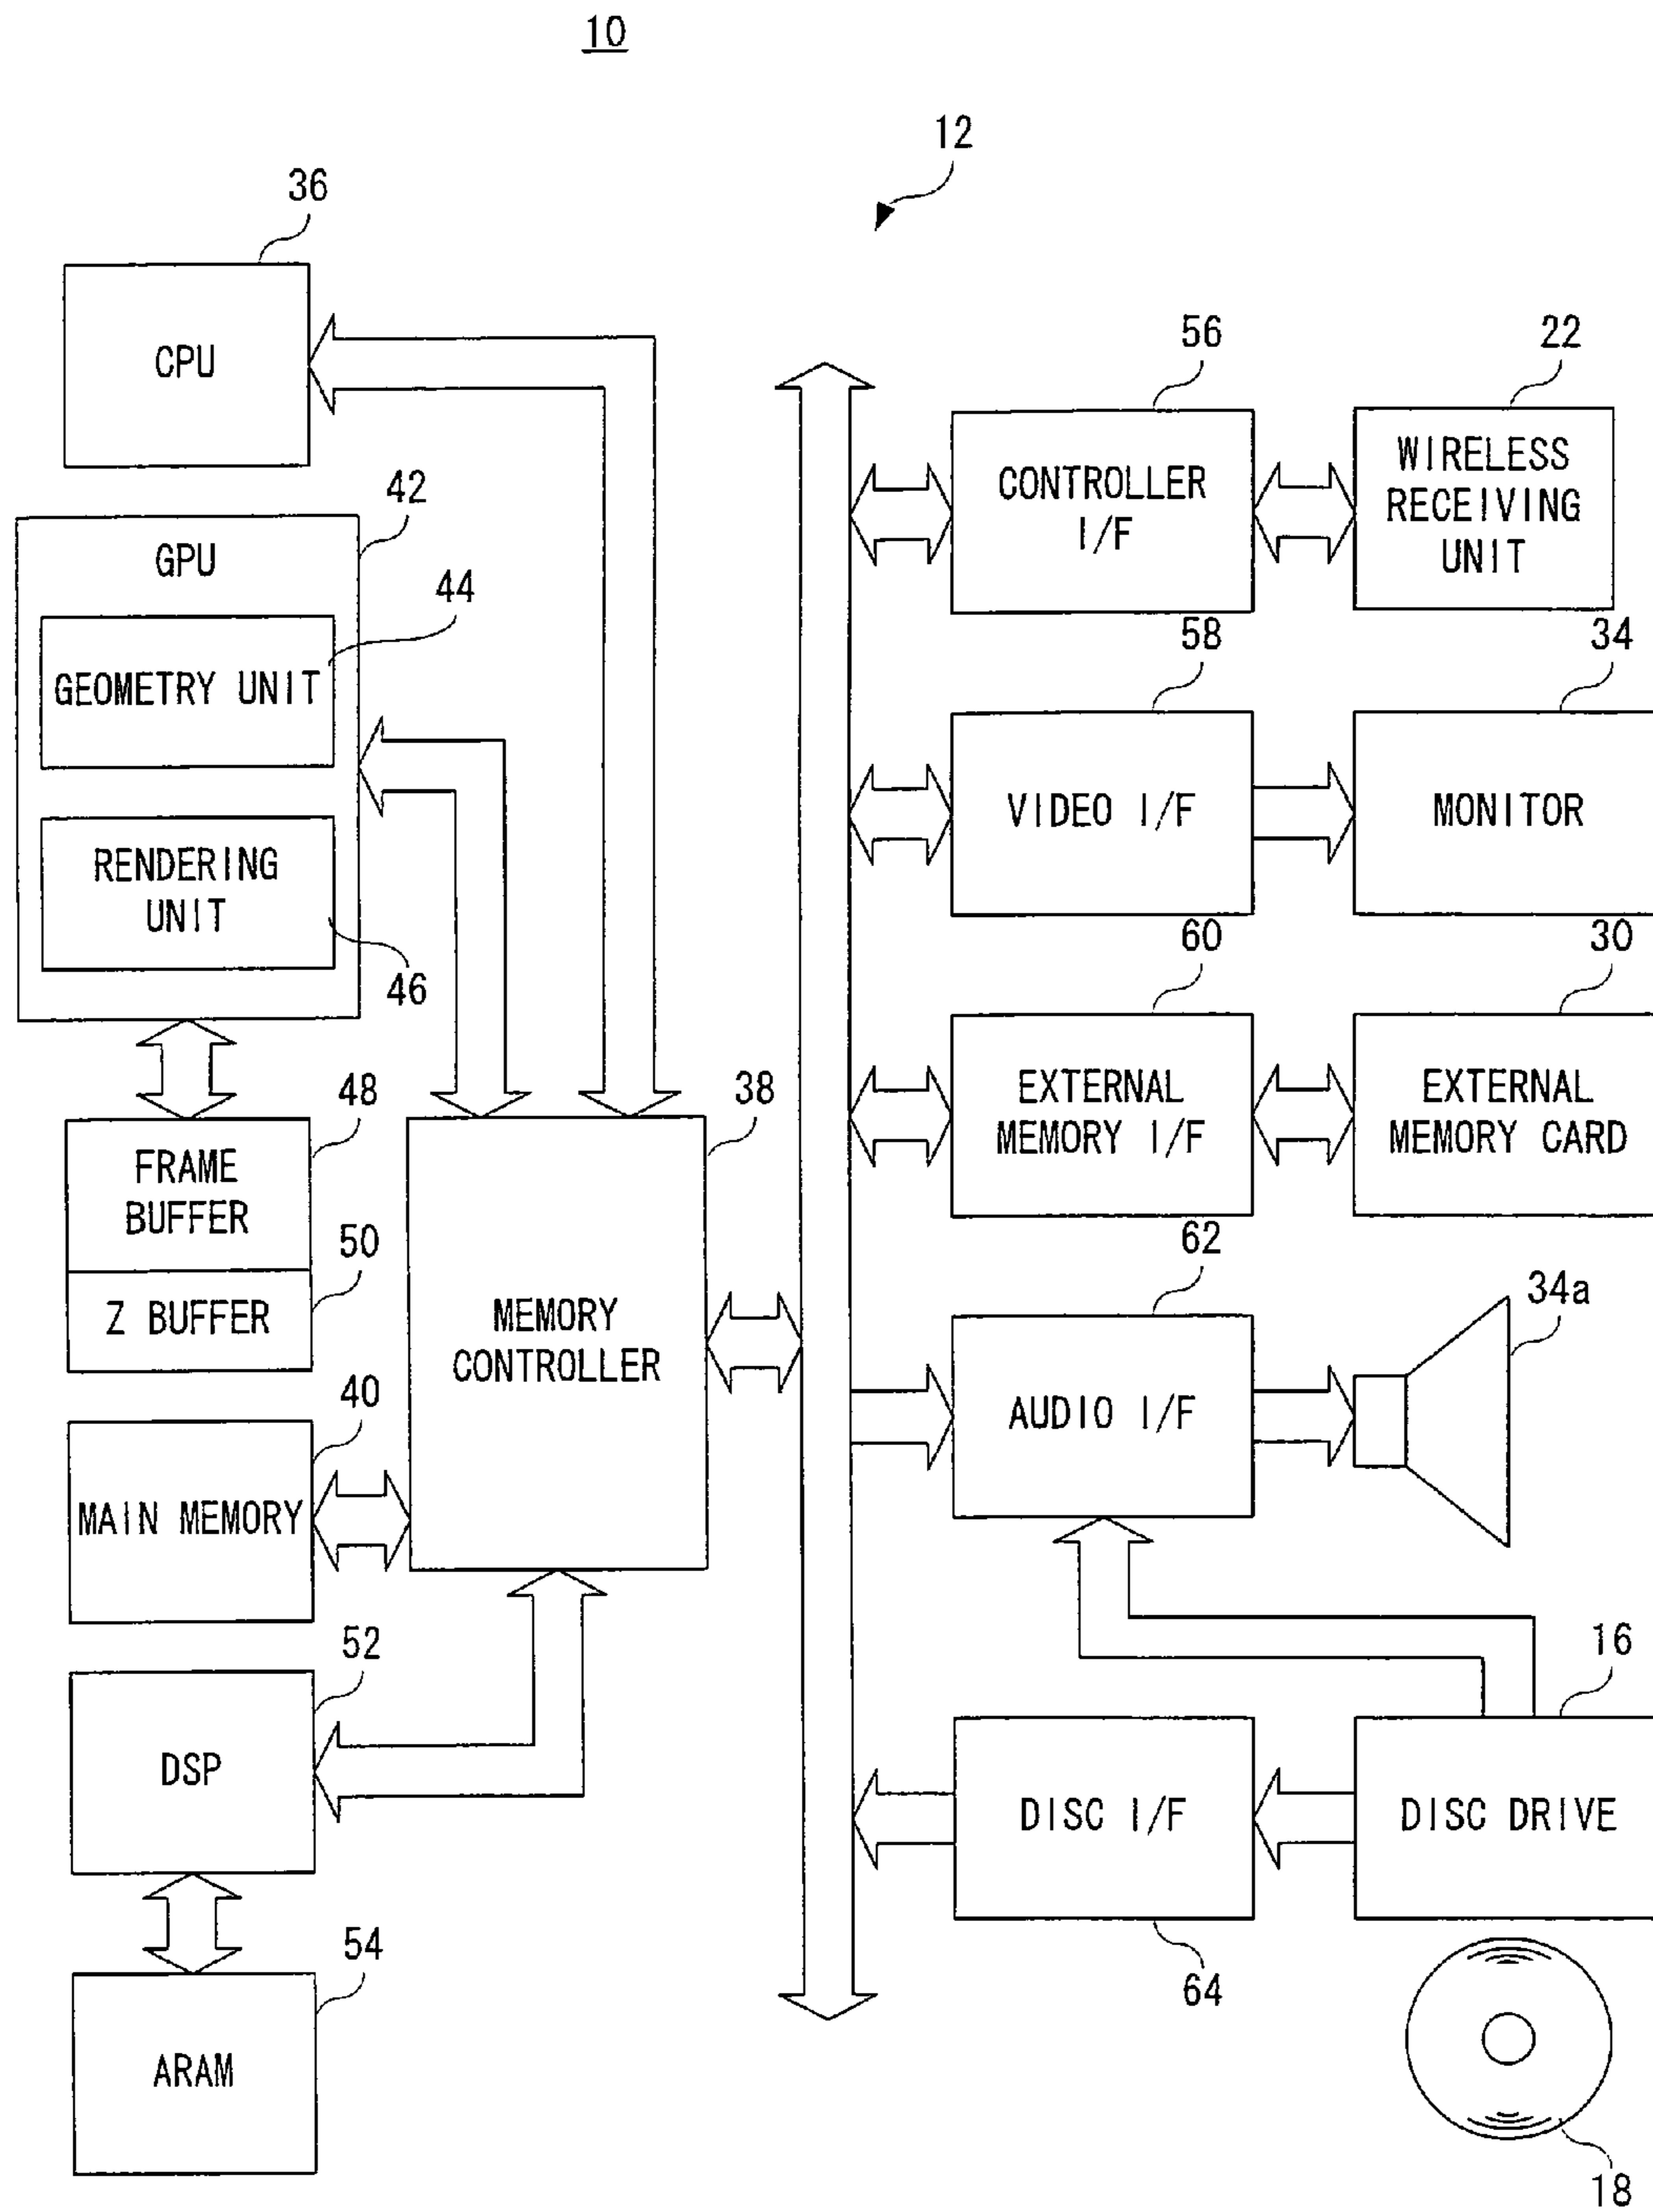 10
12
36
CPU
42
GPU
44
GEOMETRY UNIT
RENDERING
UNIT
46
48
FRAME
BUFFER
50
Z BUFFER
40
MAIN MEMORY
52
DSP
54
ARAM
38
MEMORY
CONTROLLER
56
CONTROLLER
I/F
22
WIRELESS
RECEIVING
UNIT
58
VIDEO I/F
34
MONITOR
60
EXTERNAL
MEMORY I/F
30
EXTERNAL
MEMORY CARD
62
AUDIO I/F
34a
16
DISC I/F
DISC DRIVE
64
18